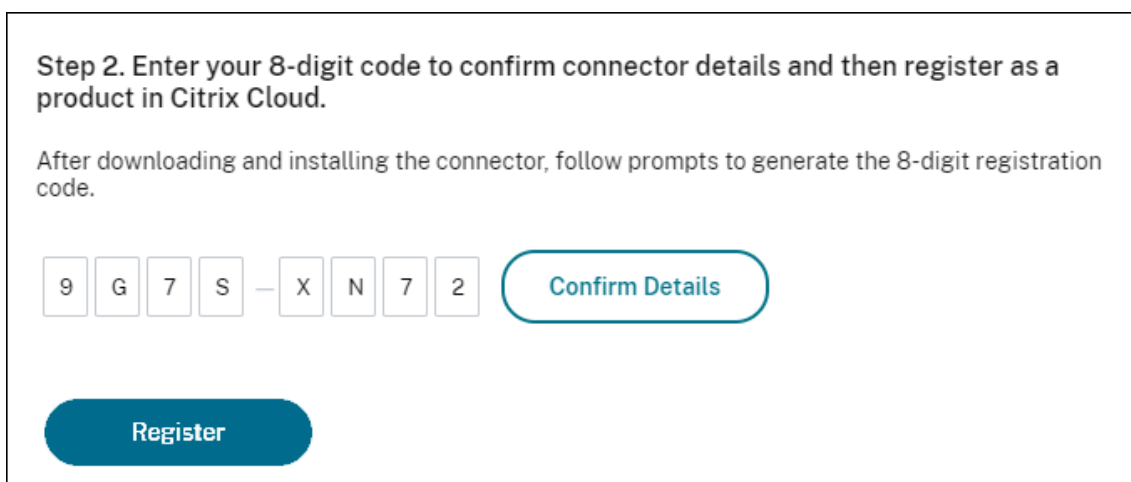 Step 2. Enter your 8-digit code to confirm connector details and then register as a
product in Citrix Cloud.
After downloading and installing the connector, follow prompts to generate the 8-digit registration
code.
9 G 7 S — X N 7 2 Confirm Details
Register